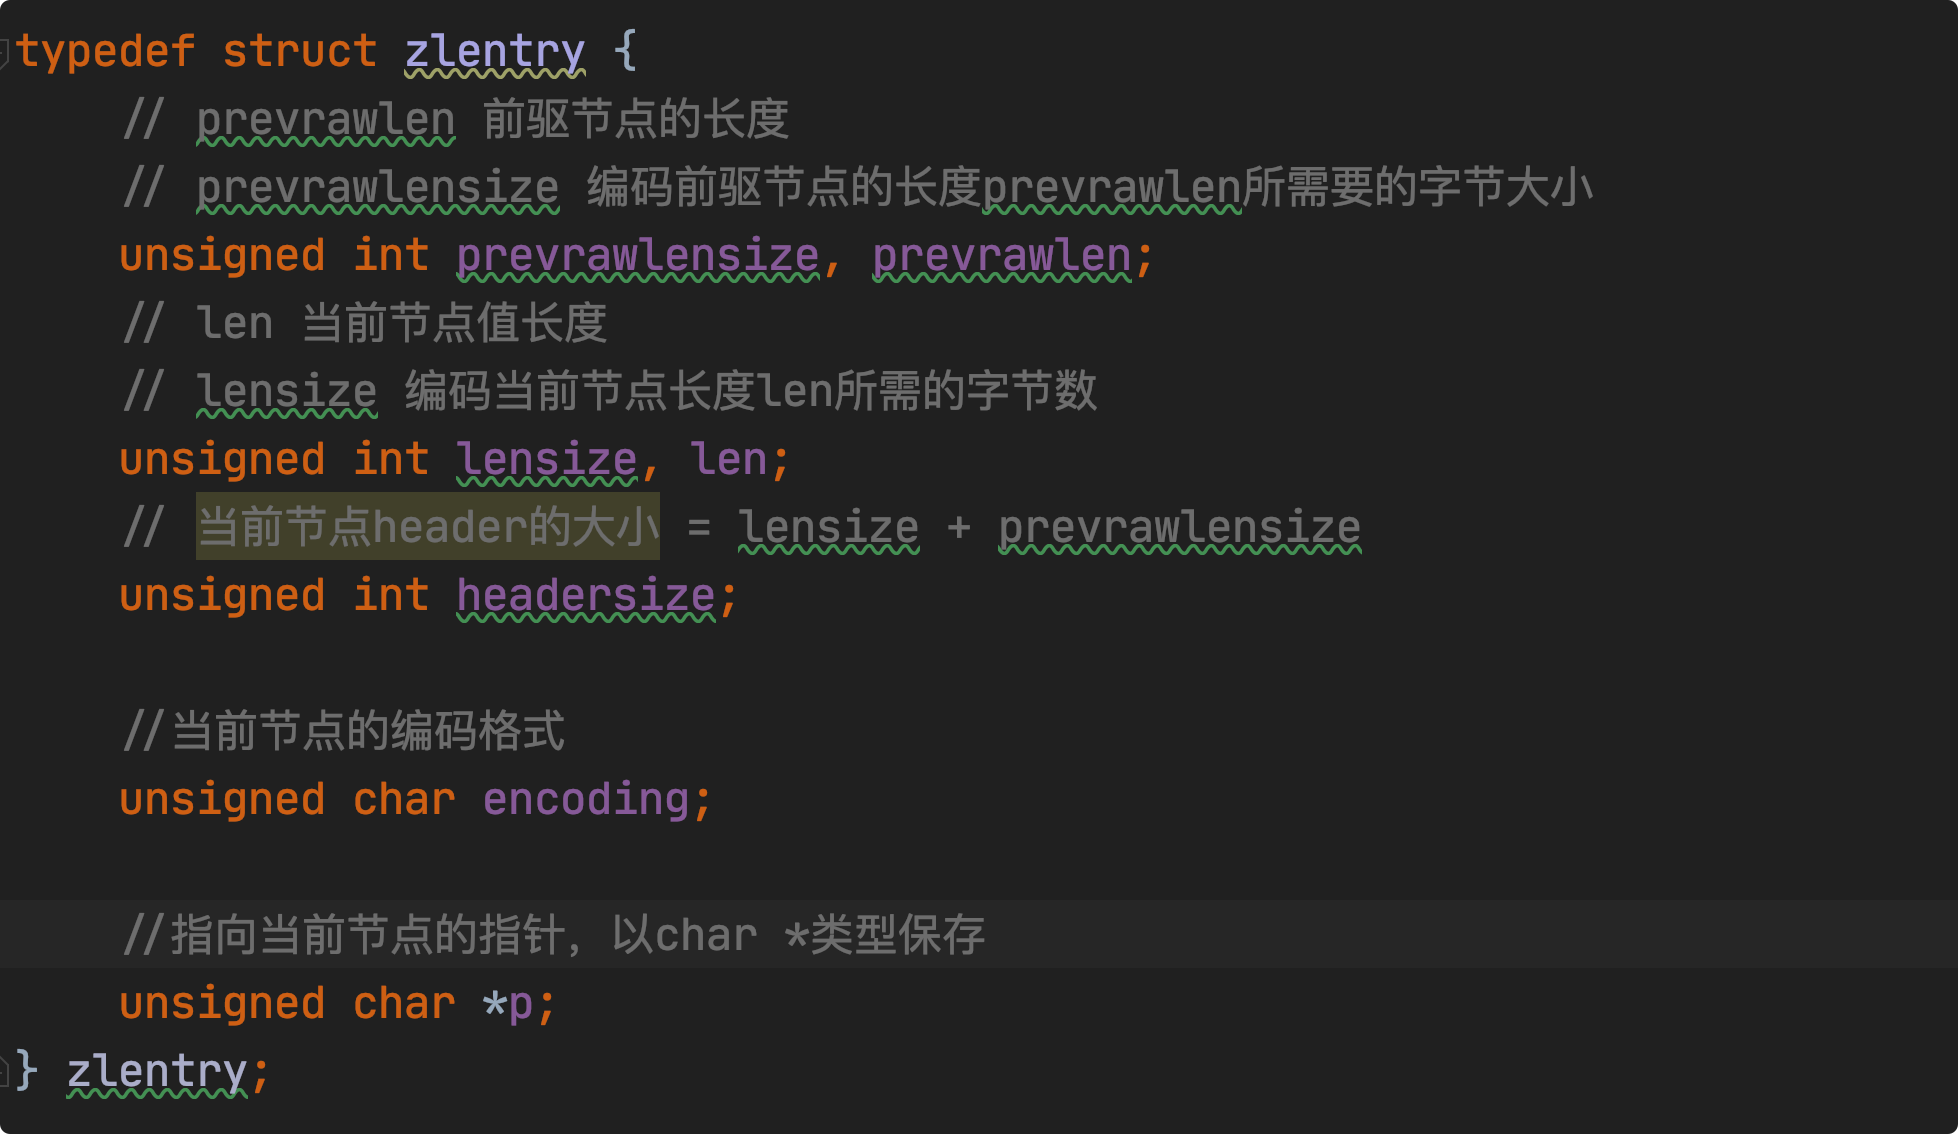 typedef struct zlentry {
    // prevrawlen 前驱节点的长度
    // prevrawlensize 编码前驱节点的长度prevrawlen所需要的字节大小
    unsigned int prevrawlensize, prevrawlen;
    // len 当前节点值长度
    // lensize 编码当前节点长度len所需的字节数
    unsigned int lensize, len;
    // 当前节点header的大小 = lensize + prevrawlensize
    unsigned int headersize;
    //当前节点的编码格式
    unsigned char encoding;
    //指向当前节点的指针，以char *类型保存
    unsigned char *p;
} zlentry;